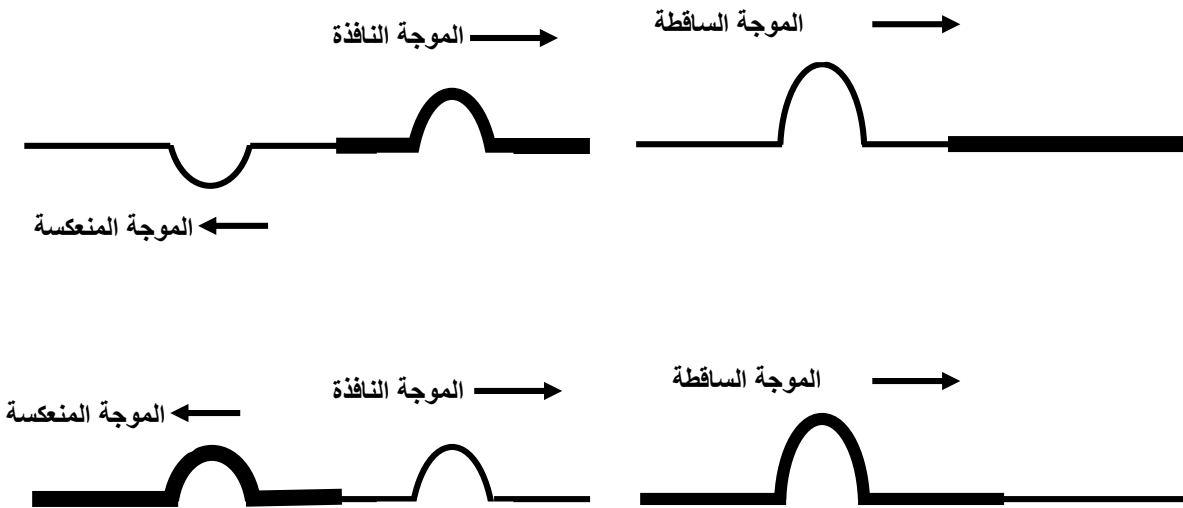 الموجة الساقطة
الموجة النافذة
الموجة المنعكسة
الموجة الساقطة
الموجة النافذة
الموجة المنعكسة